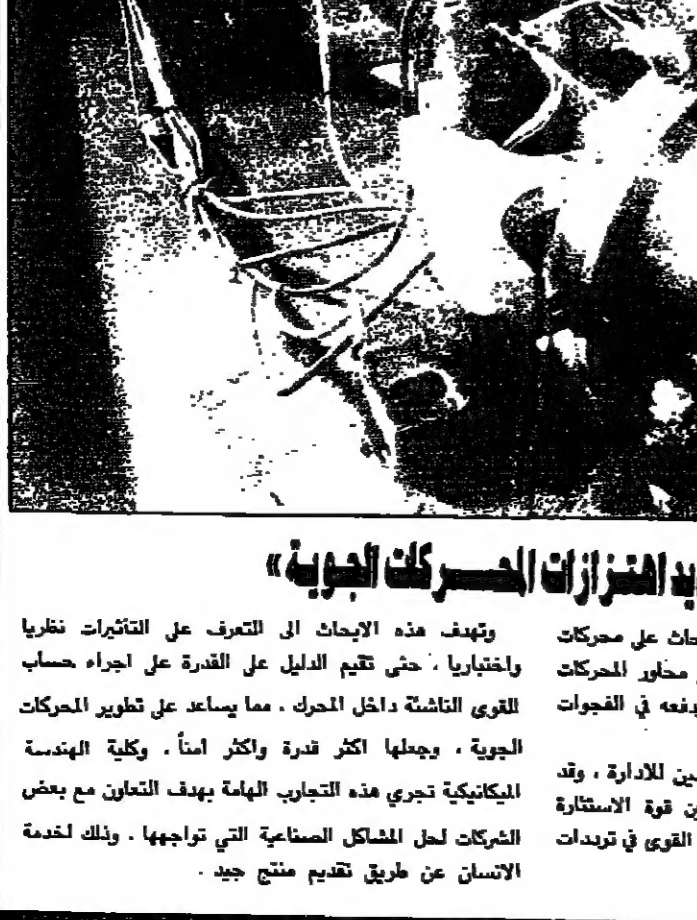 يد اهتزازات المحركات الجوية »
حاث على محركات
محاور المحركات
دفعه في الفجوات
ين للادارة ، وقد
ن قوة الاستثارة
القوى في ترددات
وتهدف هذه الابحاث الى التعرف على التأثيرات نظريا
واختباريا ، حتى تقيم الدليل على القدرة على اجراء حساب
القوى الناشئة داخل المحرك . مما يساعد على تطوير المحركات
الجوية ، وجعلها اكثر قدرة واكثر امناً . وكلية الهندسة
الميكانيكية تجري هذه التجارب الهامة بهدف التعاون مع بعض
الشركات لحل المشاكل الصناعية التي تواجهها . وذلك لخدمة
الانسان عن طريق تقديم منتج جيد .